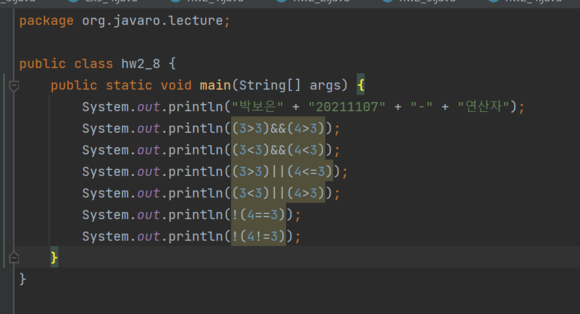 package org.javaro.lecture;
public class hw2_8 {
public static void main(String[] args) {
System.out.println("박보은" + "20211107" + "-" + "연산자");
System.out.println((3>3)&&(4>3));
System.out.println((3<3)&&(4<3));
System.out.println((3>3)||(4<=3));
System.out.println((3<3)||(4>3));
System.out.println(!(4==3));
System.out.println(!(4!=3));
}
}